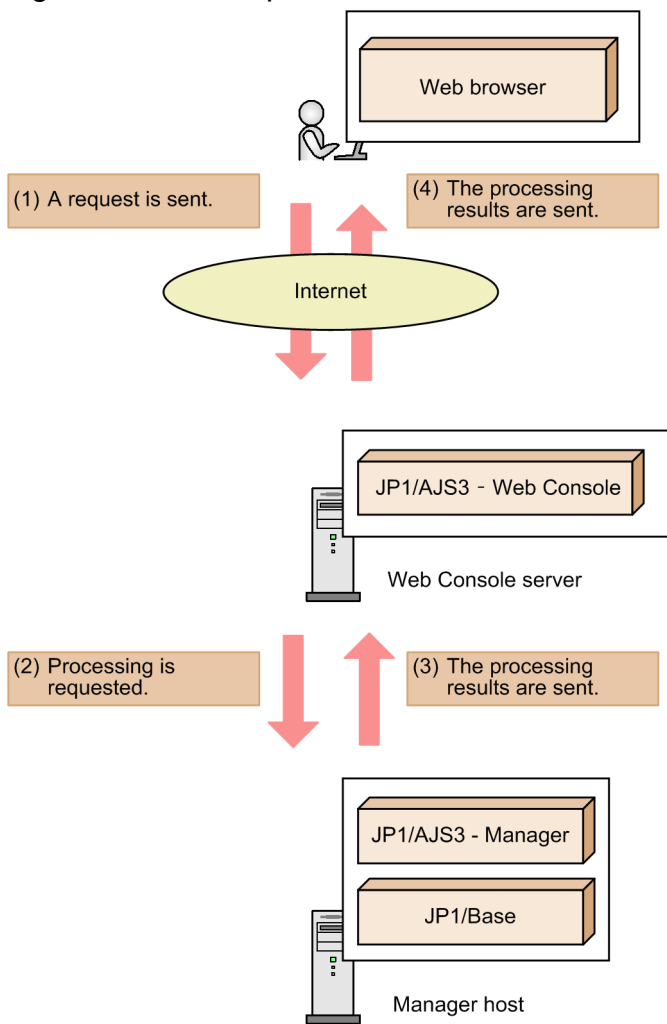 Web browser
(1) A request is sent.
(4) The processing
results are sent.
Internet
JP1/AJS3 - Web Console
Web Console server
(2) Processing is
requested.
(3) The processing
results are sent.
JP1/AJS3 - Manager
JP1/Base
Manager host